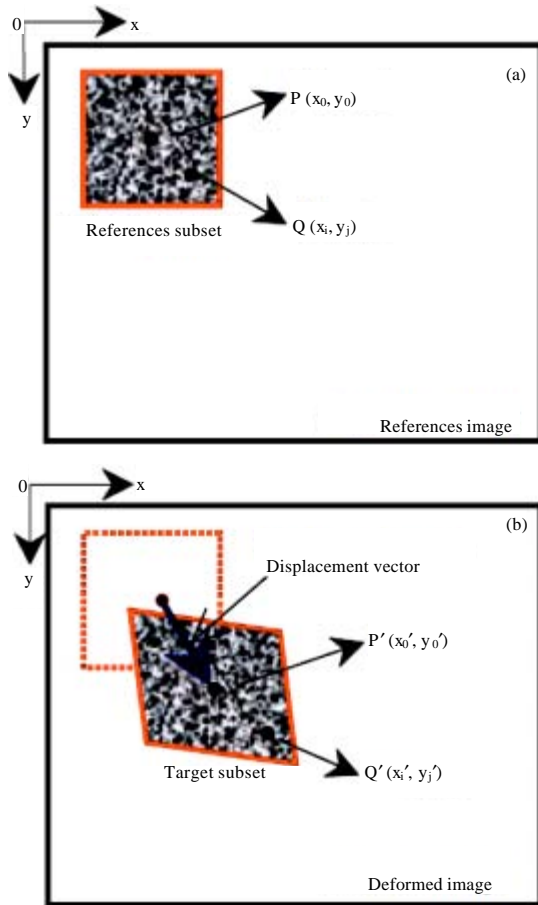 0 x
(a)
y
P (x₀, y₀)
Q (xᵢ, yⱼ)
References subset
References image
0 x
(b)
y
Displacement vector
P′ (x₀′, y₀′)
Q′ (xᵢ′, yⱼ′)
Target subset
Deformed image